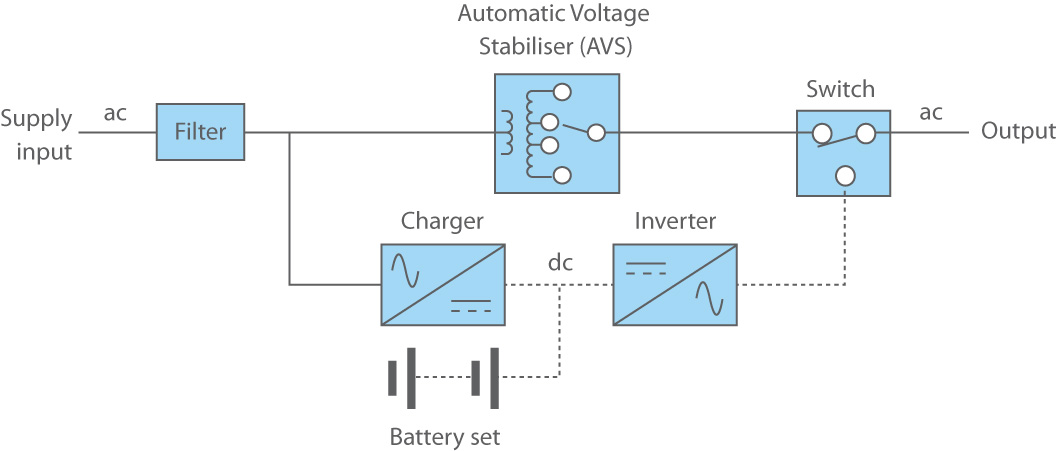 Automatic Voltage
Stabiliser (AVS)
Switch
Supply
input
ac
Filter
ac
Output
Charger
Inverter
dc
Battery set